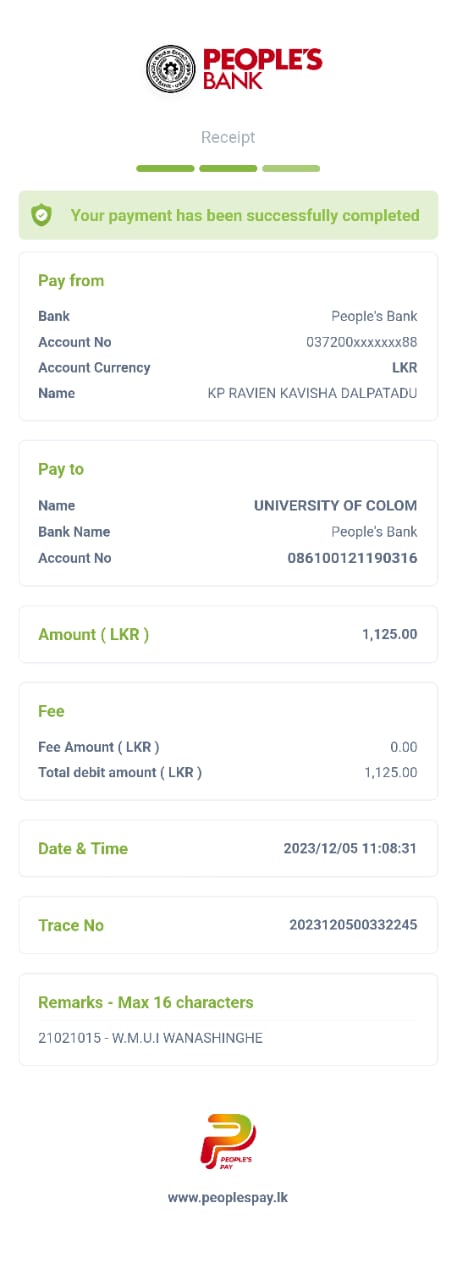 PEOPLE'S
BANK
Receipt
Your payment has been successfully completed
Pay from
Bank People's Bank
Account No 037200xxxxxxx88
Account Currency LKR
Name KP RAVIEN KAVISHA DALPATADU
Pay to
Name UNIVERSITY OF COLOM
Bank Name People's Bank
Account No 086100121190316
Amount ( LKR ) 1,125.00
Fee
Fee Amount ( LKR ) 0.00
Total debit amount ( LKR ) 1,125.00
Date & Time 2023/12/05 11:08:31
Trace No 2023120500332245
Remarks - Max 16 characters
21021015 - W.M.U.I WANASHINGHE
PEOPLE'S
PAY
www.peoplespay.lk